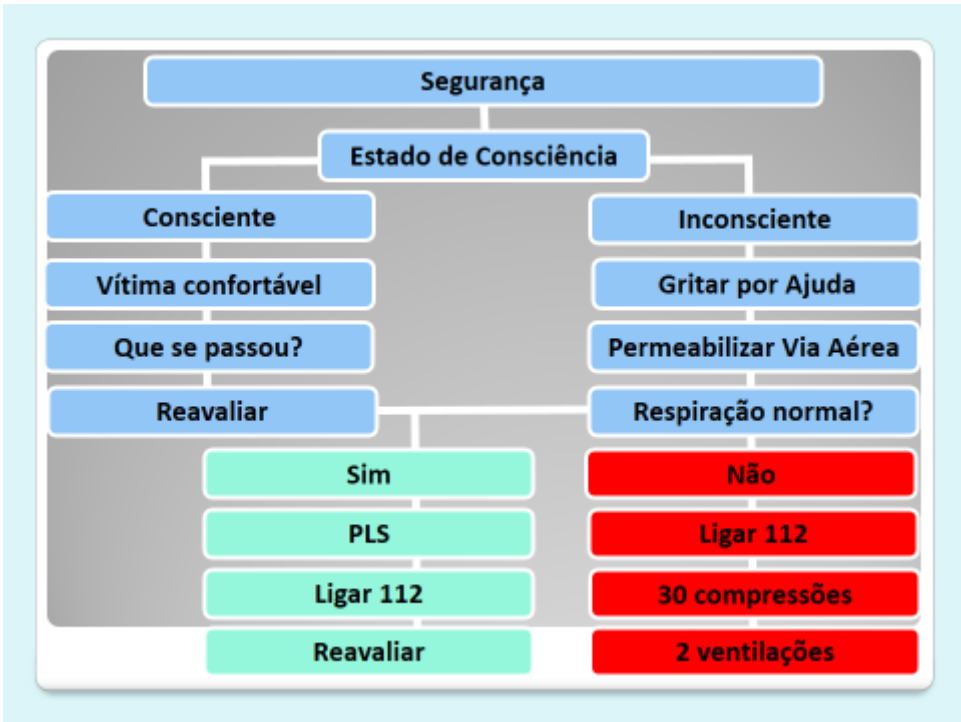 Segurança
Estado de Consciência
Consciente
Inconsciente
Vítima confortável
Gritar por Ajuda
Que se passou?
Permeabilizar Via Aérea
Reavaliar
Respiração normal?
Sim
Não
PLS
Ligar 112
Ligar 112
30 compressões
Reavaliar
2 ventilações